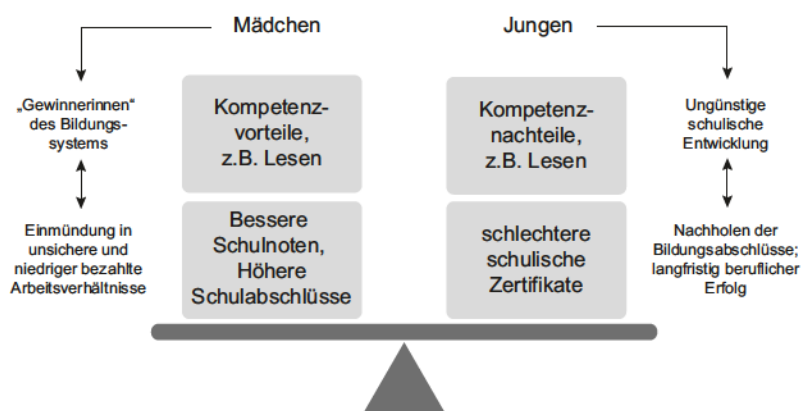 Mädchen
Jungen
„Gewinnerinnen“
des Bildungs-
systems
Kompetenz-
vorteile,
z.B. Lesen
Kompetenz-
nachteile,
z.B. Lesen
Ungünstige
schulische
Entwicklung
Einmündung in
unsichere und
niedriger bezahlte
Arbeitsverhältnisse
Bessere
Schulnoten,
Höhere
Schulabschlüsse
schlechtere
schulische
Zertifikate
Nachholen der
Bildungsabschlüsse;
langfristig beruflicher
Erfolg